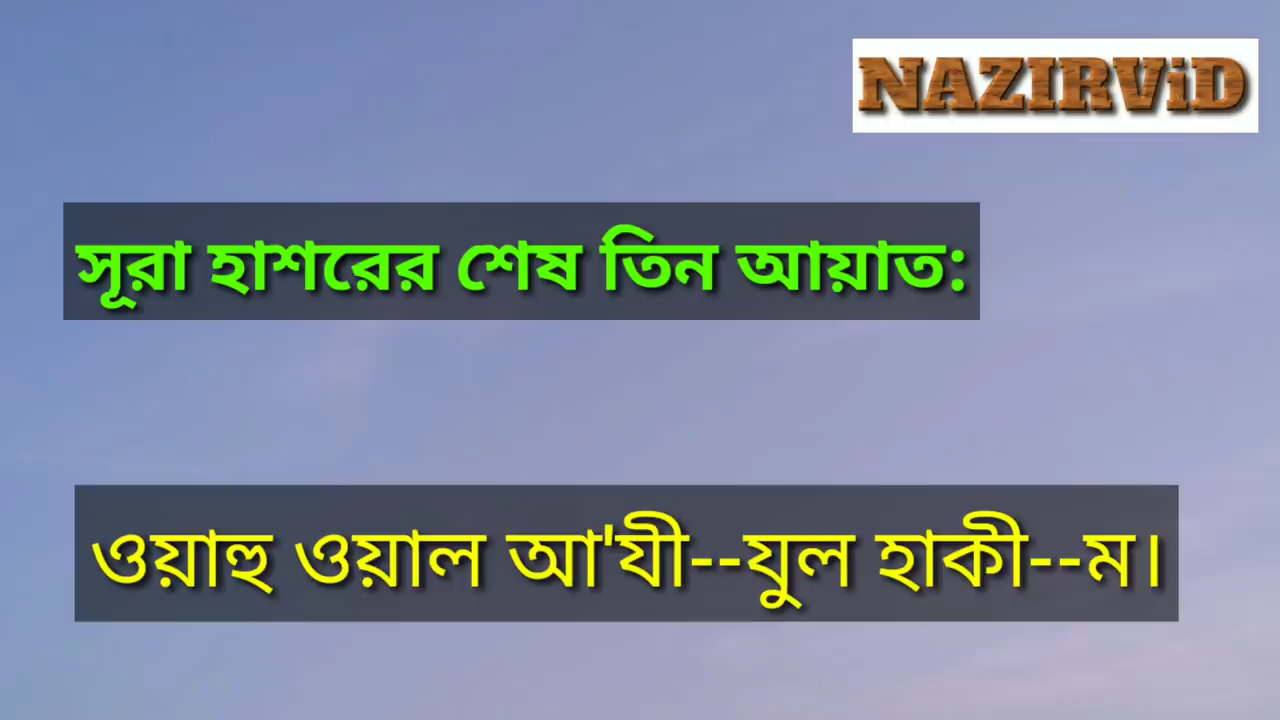 NAZIRViD
সূরা হাশরের শেষ তিন আয়াত:
ওয়াহু ওয়াল আ'যী--যুল হাকী--ম।